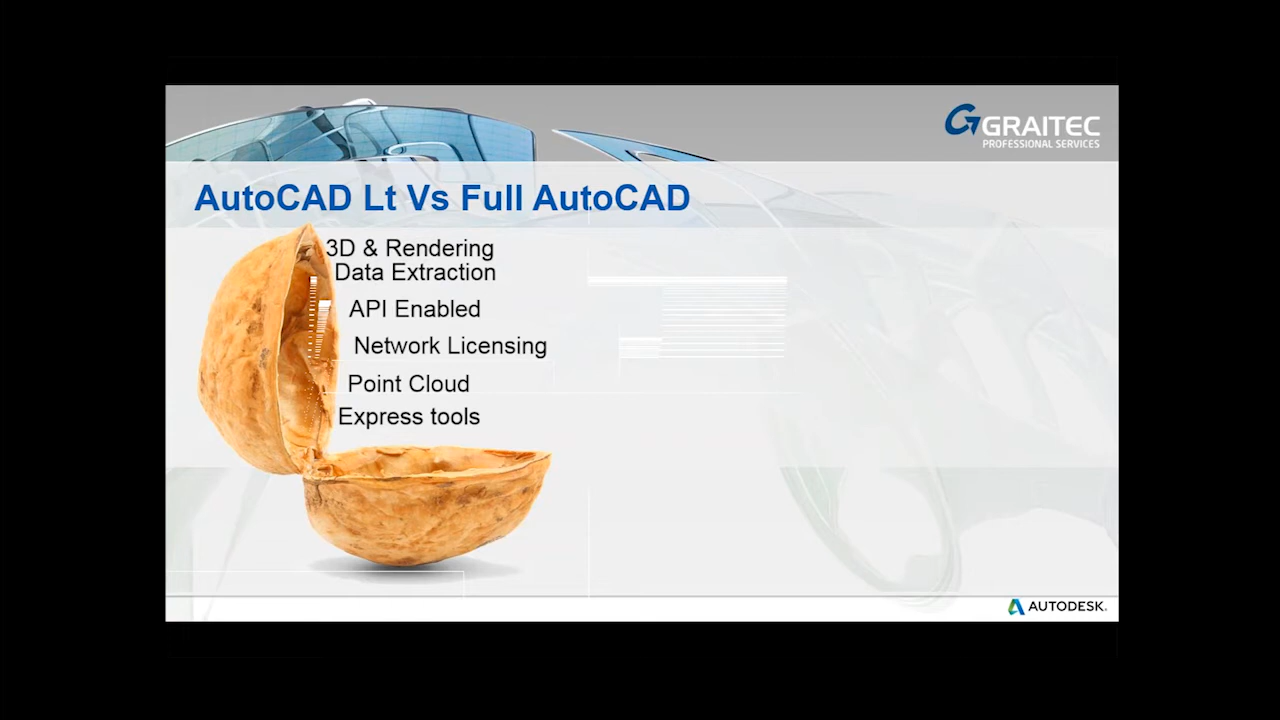 GRAITEC
PROFESSIONAL SERVICES
AutoCAD Lt Vs Full AutoCAD
3D & Rendering
Data Extraction
API Enabled
Network Licensing
Point Cloud
Express tools
AUTODESK®